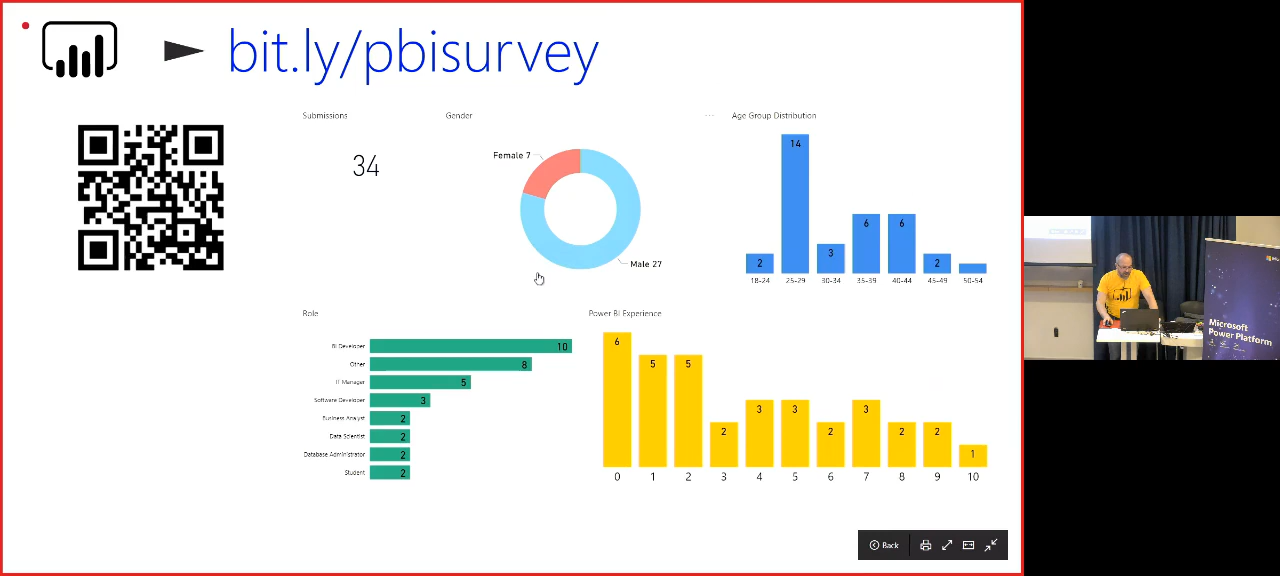 bit.ly/pbisurvey
Submissions
34
Gender
Female 7
Male 27
Age Group Distribution
2
14
3
6
6
2
18-24
25-29
30-34
35-39
40-44
45-49
50-54
Role
BI Developer 10
Other 8
IT Manager 5
Software Developer 3
Business Analyst 2
Data Scientist 2
Database Administrator 2
Student 2
Power BI Experience
6
5
5
2
3
3
2
3
2
2
1
0
1
2
3
4
5
6
7
8
9
10
Back
Microsoft
Power Platform